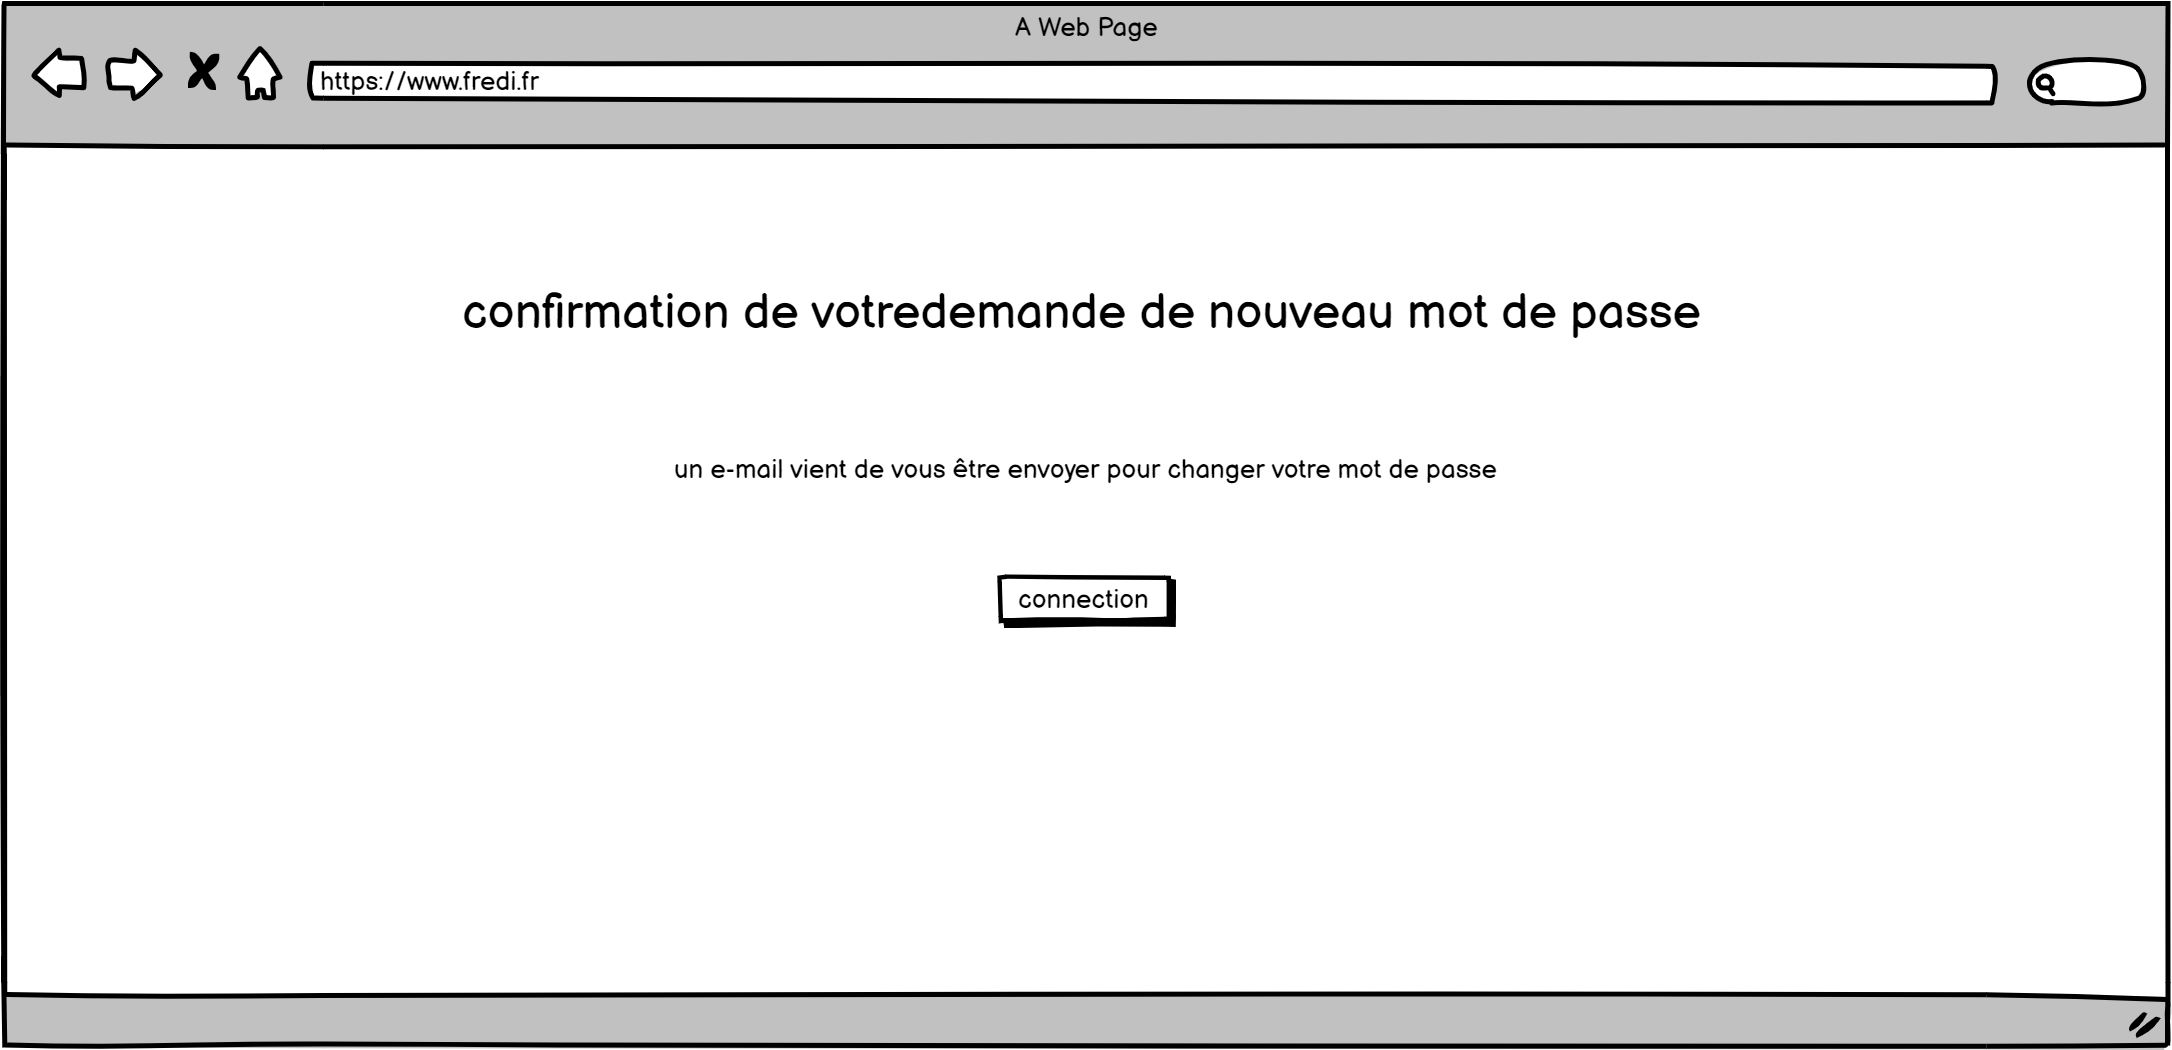 A Web Page
https://www.fredi.fr
confirmation de votredemande de nouveau mot de passe
un e-mail vient de vous être envoyer pour changer votre mot de passe
connection